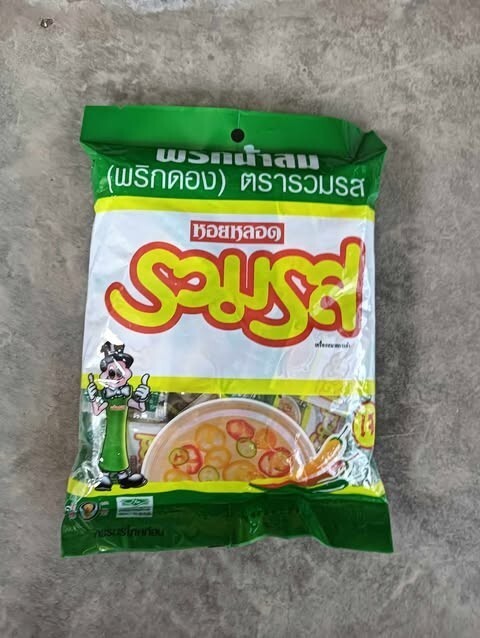 พริกน้ำส้ม
(พริกดอง) ตรารวมรส
หอยหลอด
รวมรส